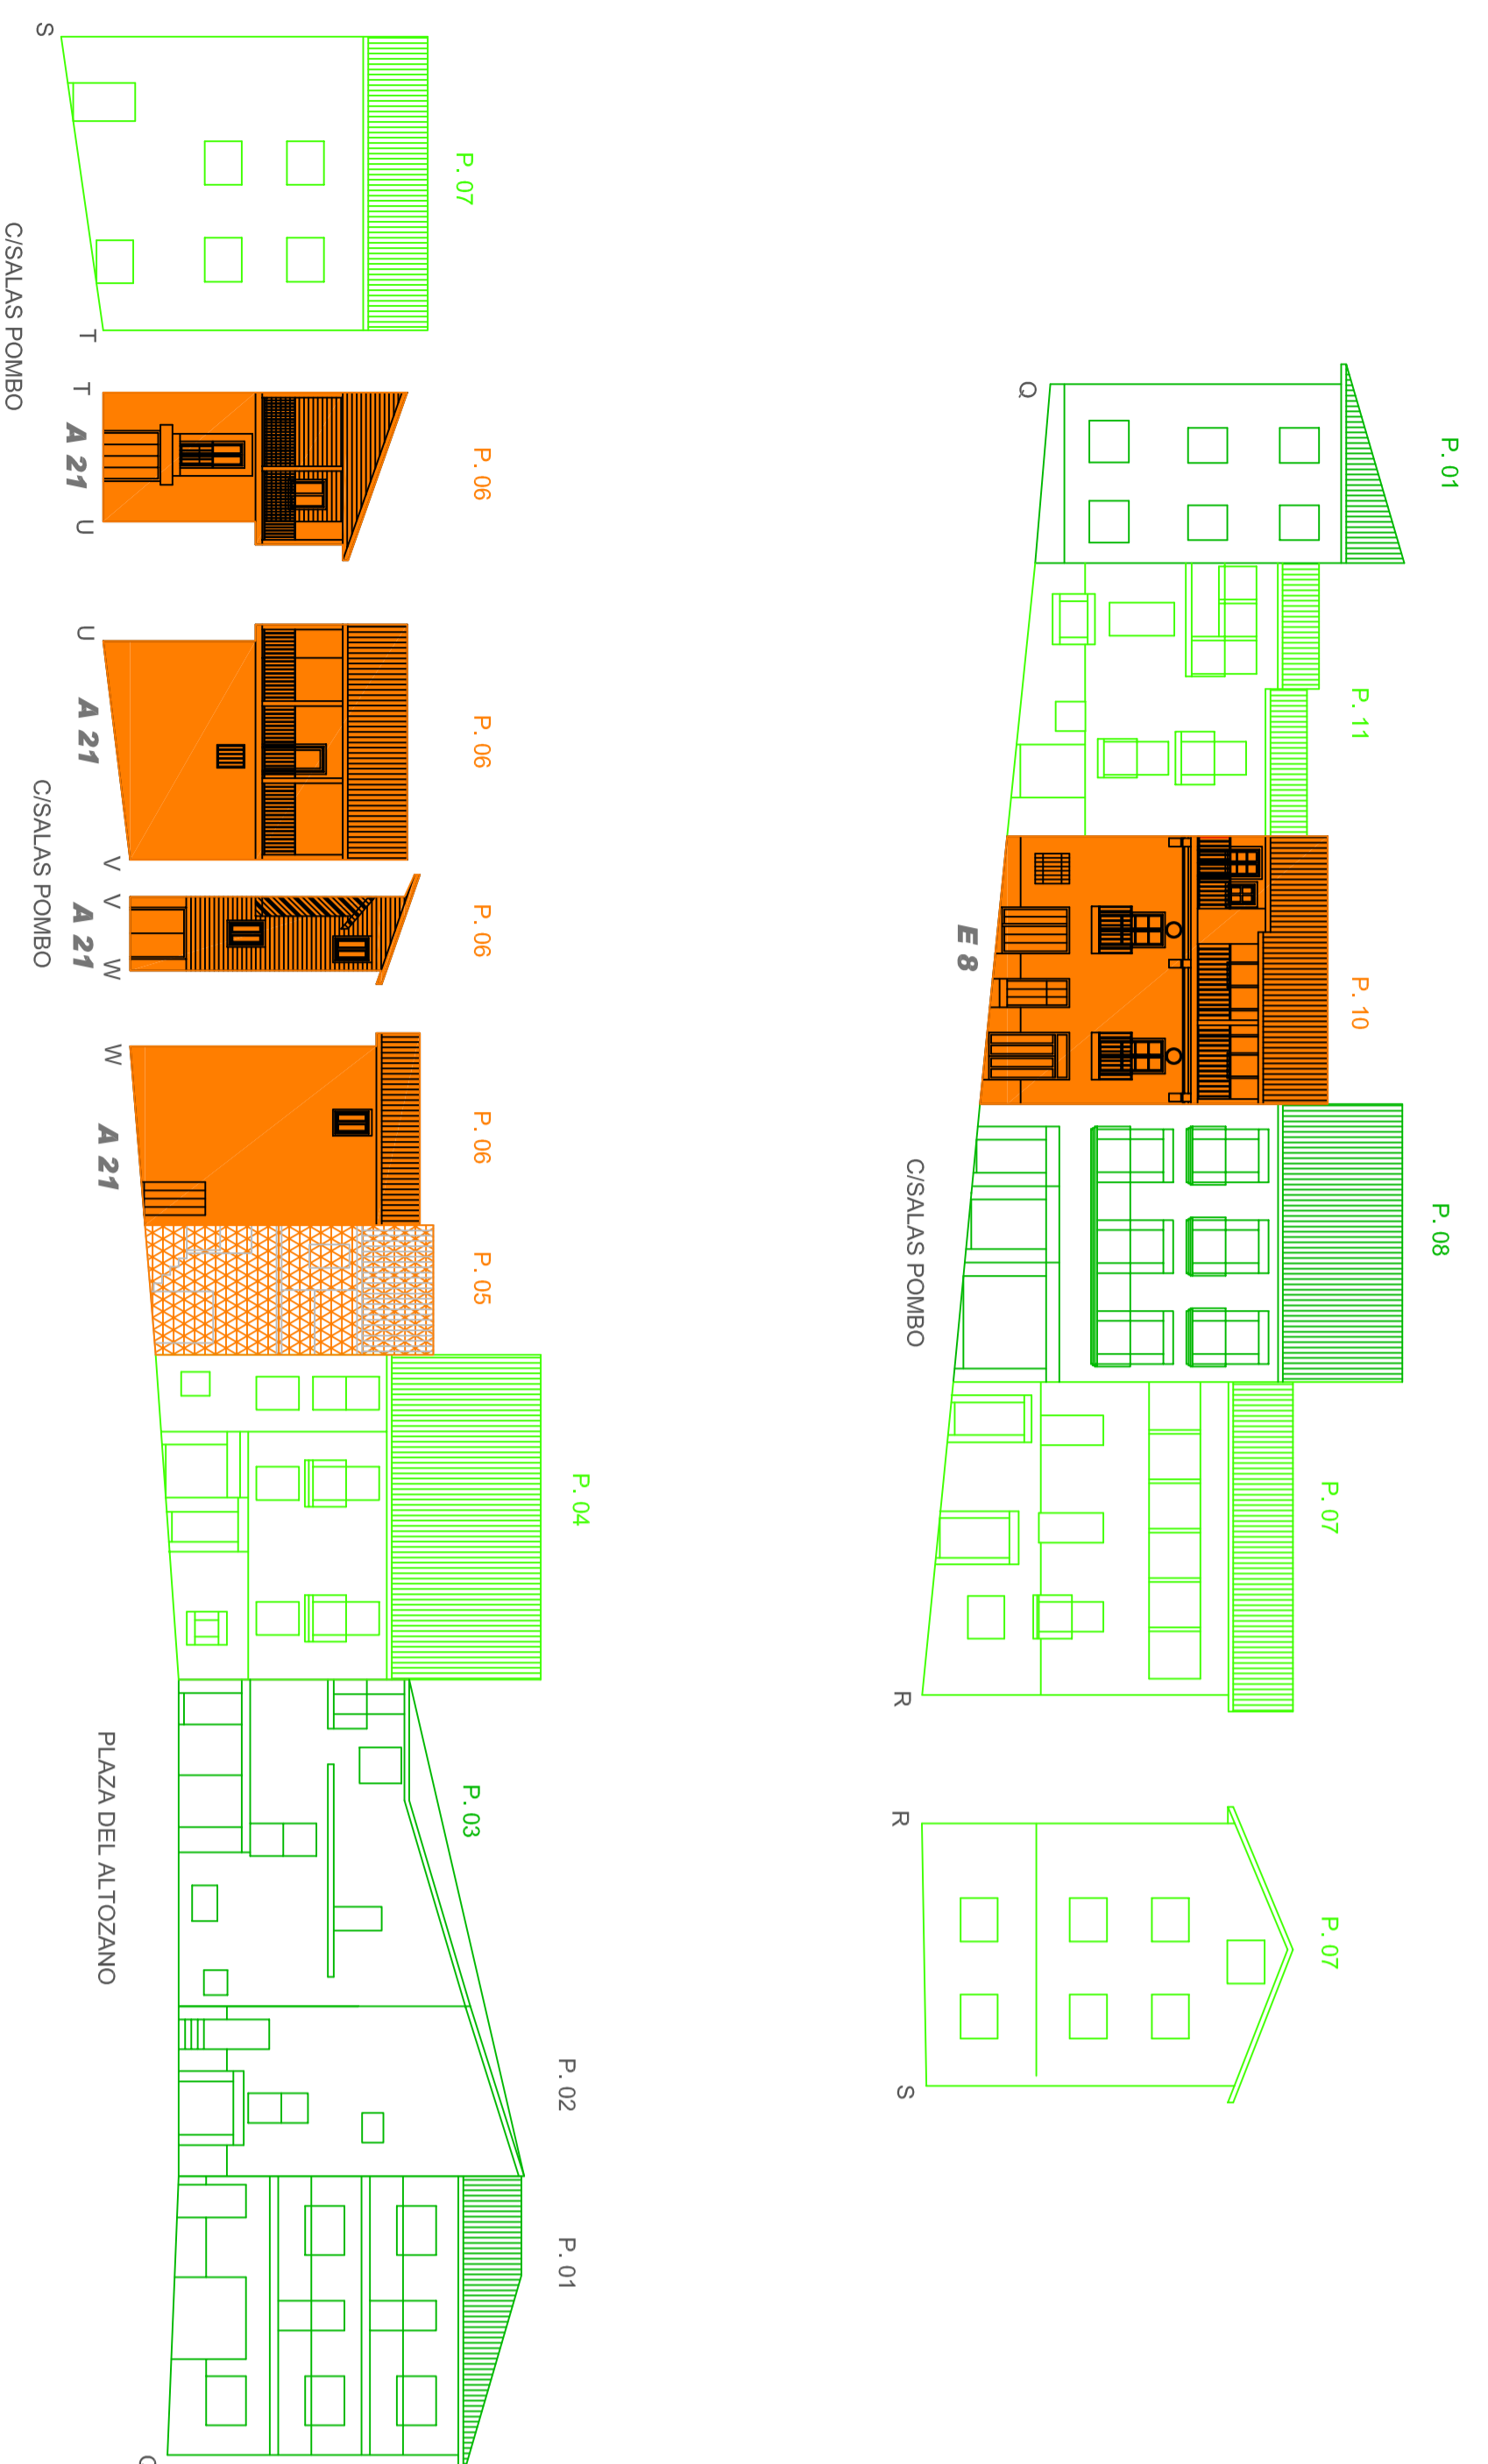 P. 01
P. 11
P. 10
P. 08
P. 07
P. 07
Q
E 8
C/SALAS POMBO
R
R
S
P. 07
P. 06
P. 06
P. 06
P. 06
P. 05
P. 04
P. 03
P. 02
P. 01
S
T
T
A 21
U
U
A 21
V
V
A 21
W
W
A 21
C/SALAS POMBO
C/SALAS POMBO
PLAZA DEL ALTOZANO